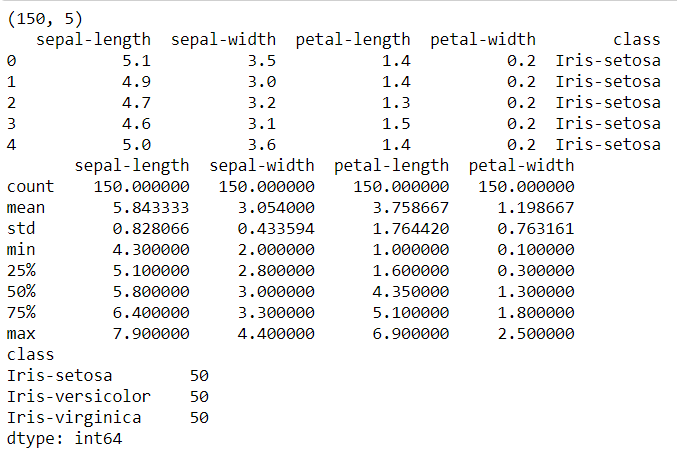 (150, 5)
   sepal-length  sepal-width  petal-length  petal-width        class
0           5.1          3.5           1.4          0.2  Iris-setosa
1           4.9          3.0           1.4          0.2  Iris-setosa
2           4.7          3.2           1.3          0.2  Iris-setosa
3           4.6          3.1           1.5          0.2  Iris-setosa
4           5.0          3.6           1.4          0.2  Iris-setosa
       sepal-length  sepal-width  petal-length  petal-width
count    150.000000   150.000000    150.000000   150.000000
mean       5.843333     3.054000      3.758667     1.198667
std        0.828066     0.433594      1.764420     0.763161
min        4.300000     2.000000      1.000000     0.100000
25%        5.100000     2.800000      1.600000     0.300000
50%        5.800000     3.000000      4.350000     1.300000
75%        6.400000     3.300000      5.100000     1.800000
max        7.900000     4.400000      6.900000     2.500000
class
Iris-setosa        50
Iris-versicolor    50
Iris-virginica     50
dtype: int64